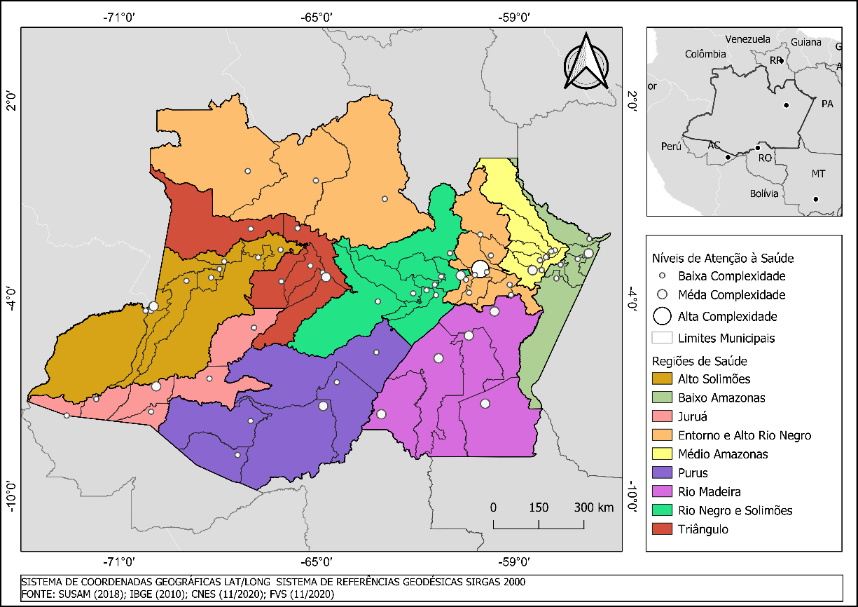 -71°0' -65°0' -59°0'
2°0'
-4°0'
-10°0'
2°0'
-4°0'
-10°0'
0 150 300 km
-71°0' -65°0' -59°0'
Venezuela
Guiana
Colômbia
RR
G
A
or
PA
Perú
AC
RO
MT
Bolívia
Níveis de Atenção à Saúde
Baixa Complexidade
Méda Complexidade
Alta Complexidade
Limites Municipais
Regiões de Saúde
Alto Solimões
Baixo Amazonas
Juruá
Entorno e Alto Rio Negro
Médio Amazonas
Purus
Rio Madeira
Rio Negro e Solimões
Triângulo
SISTEMA DE COORDENADAS GEOGRÁFICAS LAT/LONG SISTEMA DE REFERÊNCIAS GEODÉSICAS SIRGAS 2000
FONTE: SUSAM (2018); IBGE (2010); CNES (11/2020); FVS (11/2020)